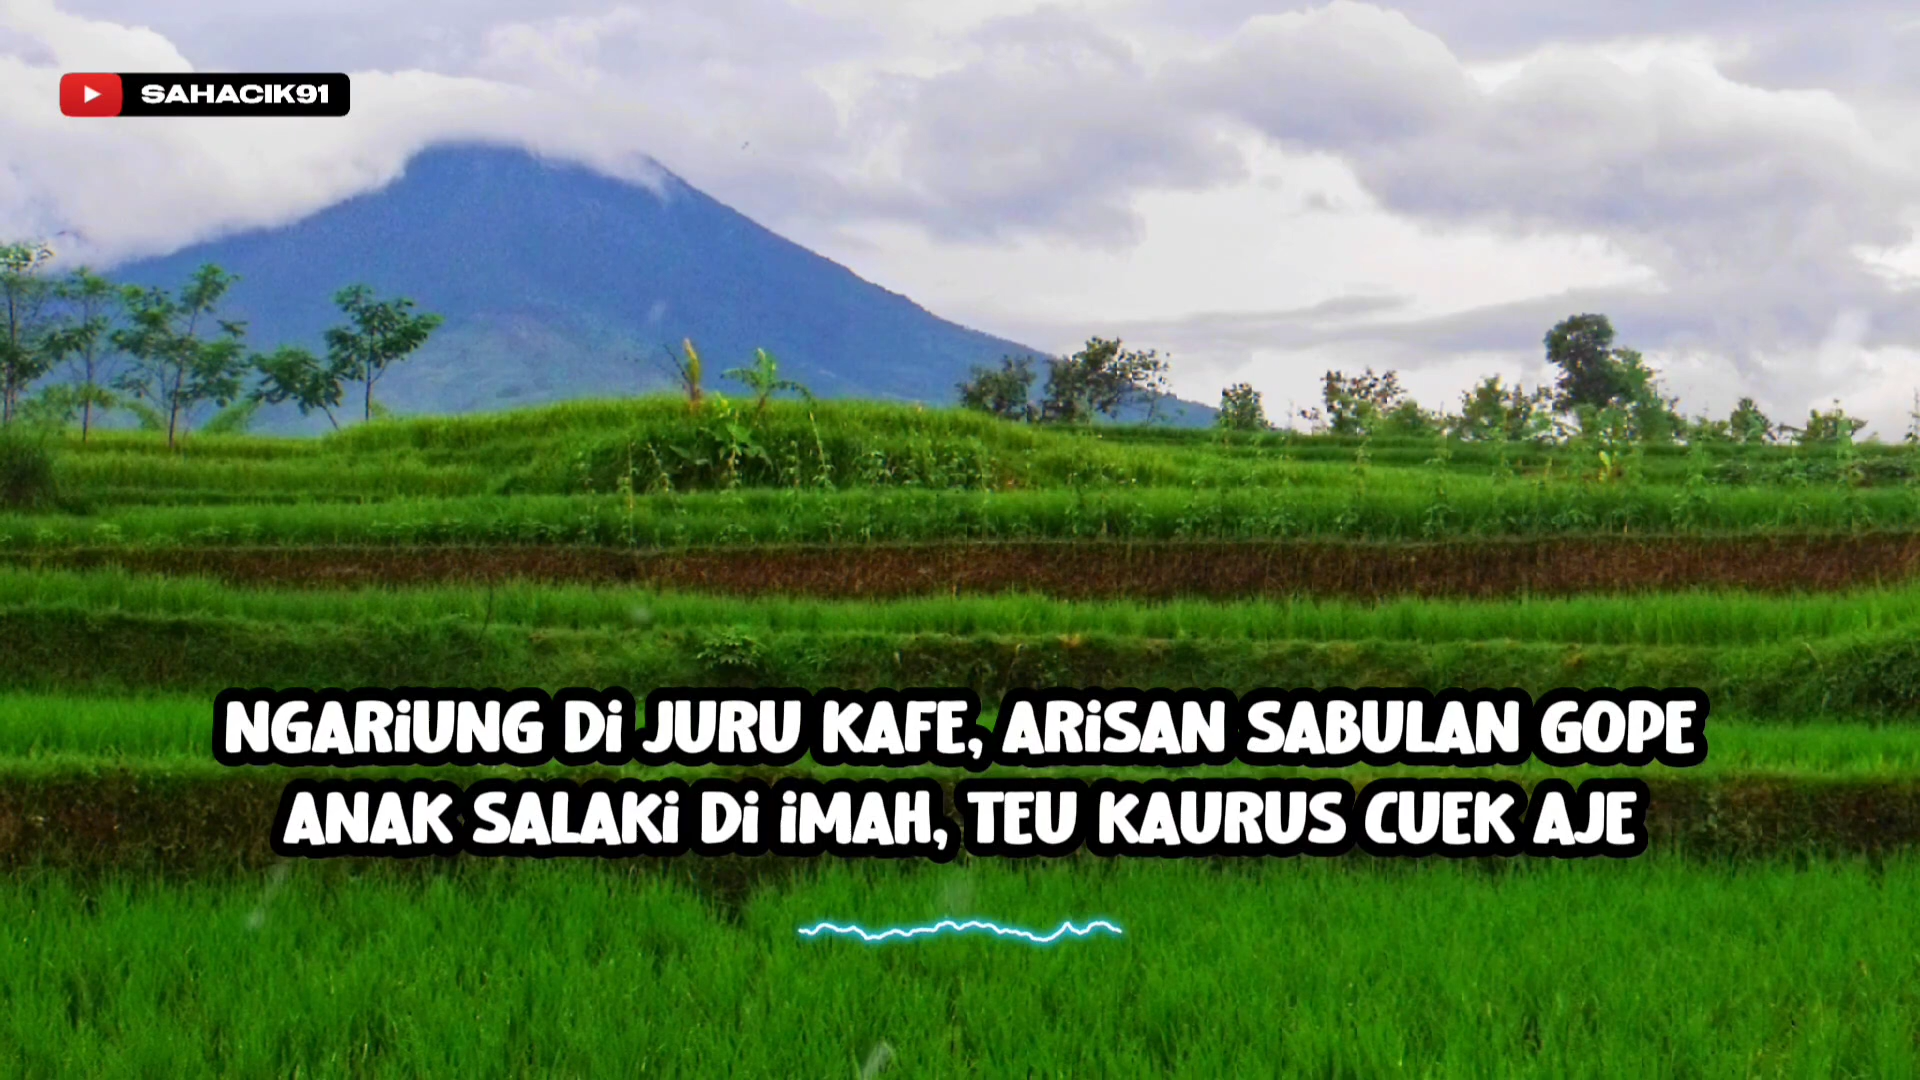 SAHACIK91
NGARiUNG Di JURU KAFE, ARiSAN SABULAN GOPE
ANAK SALAKi Di iMAH, TEU KAURUS CUEK AJE